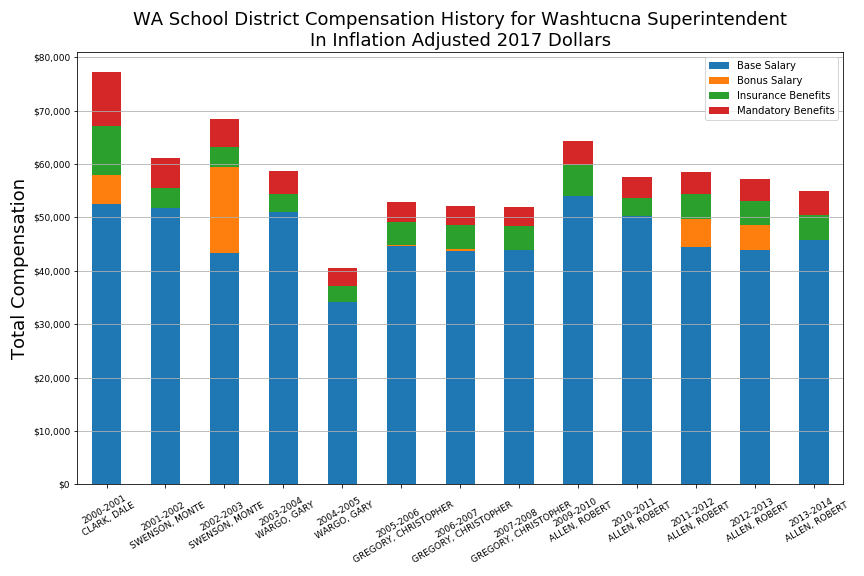 WA School District Compensation History for Washtucna Superintendent
In Inflation Adjusted 2017 Dollars
Total Compensation
$80,000
$70,000
$60,000
$50,000
$40,000
$30,000
$20,000
$10,000
$0
Base Salary
Bonus Salary
Insurance Benefits
Mandatory Benefits
2000-2001
CLARK, DALE
2001-2002
SWENSON, MONTE
2002-2003
SWENSON, MONTE
2003-2004
WARGO, GARY
2004-2005
WARGO, GARY
2005-2006
GREGORY, CHRISTOPHER
2006-2007
GREGORY, CHRISTOPHER
2007-2008
GREGORY, CHRISTOPHER
2009-2010
ALLEN, ROBERT
2010-2011
ALLEN, ROBERT
2011-2012
ALLEN, ROBERT
2012-2013
ALLEN, ROBERT
2013-2014
ALLEN, ROBERT